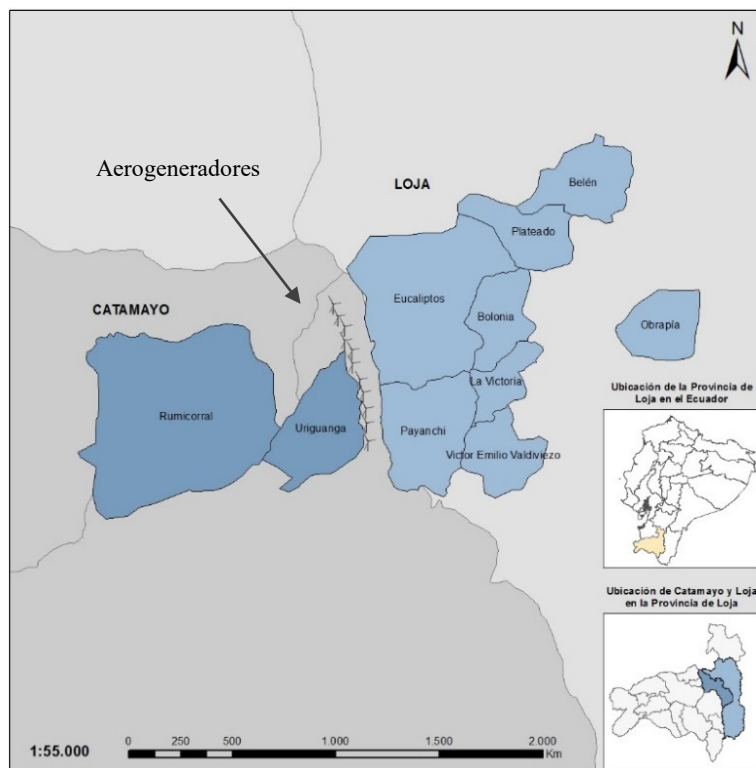 N
Aerogeneradores
LOJA
Belén
Plateado
Eucaliptos
Bolonia
Obrapía
CATAMAYO
La Victoria
Rumicorral
Uriguanga
Payanchi
Victor Emilio Valdiviezo
Ubicación de la Provincia de
Loja en el Ecuador
Ubicación de Catamayo y Loja
en la Provincia de Loja
1:55.000
0 250 500 1.000 1.500 2.000
Km